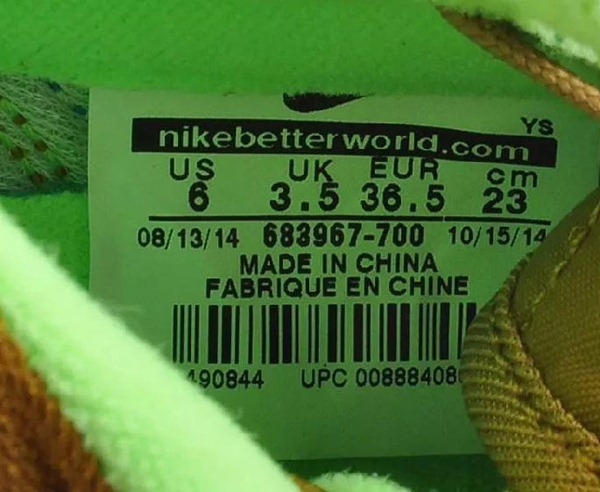 YS
nikebetterworld.com
US UK EUR cm
6 3.5 36.5 23
08/13/14 683967-700 10/15/14
MADE IN CHINA
FABRIQUE EN CHINE
490844 UPC 00888408